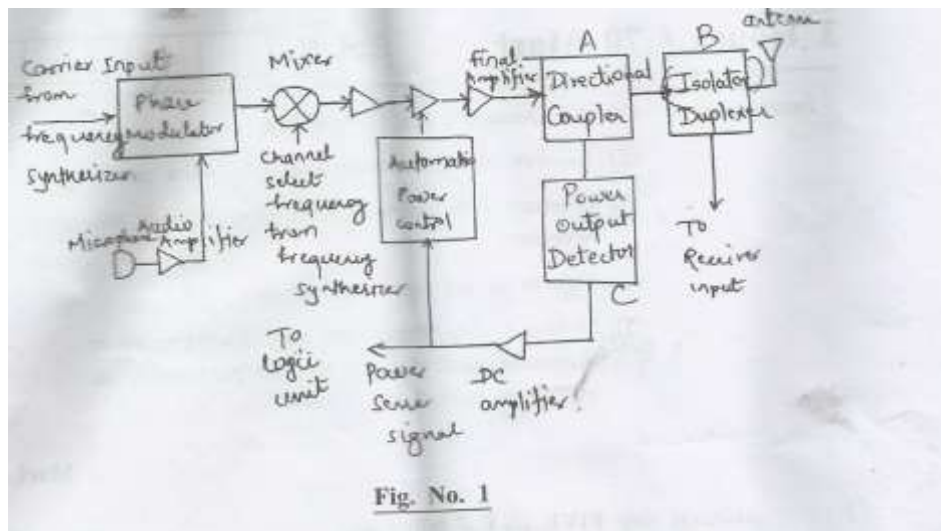 Carrier Input
from
frequency
synthesizer
Phase
modulator
Microphone
Audio
Amplifier
Mixer
Channel
select
frequency
from
frequency
synthesizer
Automatic
Power
control
final
Amplifier
A
Directional
Coupler
B
Isolator
Duplexer
antenna
Power
output
Detector
C
To
Receiver
input
To
Logic
unit
Power
sense
signal
DC
amplifier
Fig. No. 1